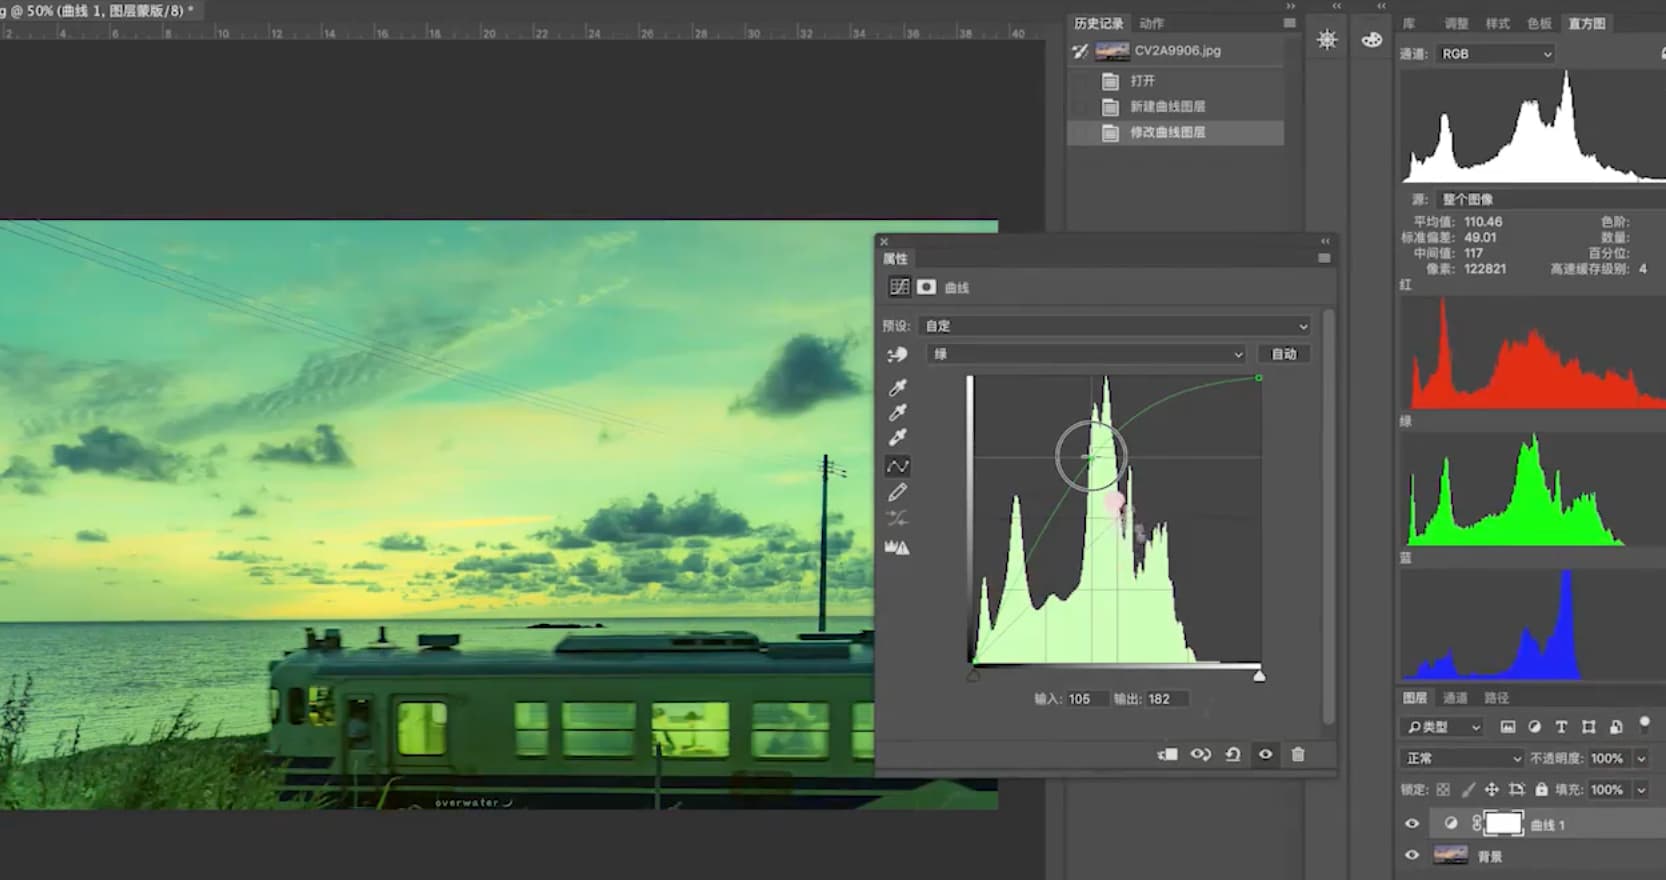 g @ 50% (曲线 1, 图层蒙版/8) *
2 4 6 8 10 12 14 16 18 20 22 24 26 28 30 32 34 36 38 40
历史记录 动作
CV2A9906.jpg
打开
新建曲线图层
修改曲线图层
库 调整 样式 色板 直方图
通道: RGB
源: 整个图像
平均值: 110.46 色阶:
标准偏差: 49.01 数量:
中间值: 117 百分位:
像素: 122821 高速缓存级别: 4
红
绿
蓝
属性
曲线
预设: 自定
绿 自动
输入: 105 输出: 182
overwater
图层 通道 路径
类型
正常 不透明度: 100%
锁定: 填充: 100%
曲线 1
背景